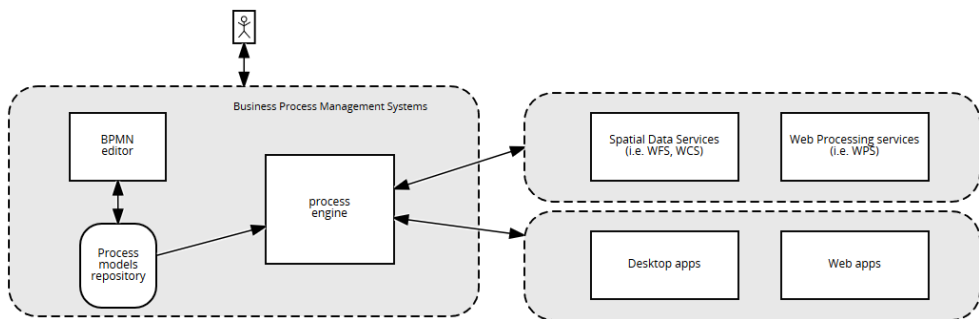 Business Process Management Systems
BPMN
editor
process
engine
Process
models
repository
Spatial Data Services
(i.e. WFS, WCS)
Web Processing services
(i.e. WPS)
Desktop apps
Web apps